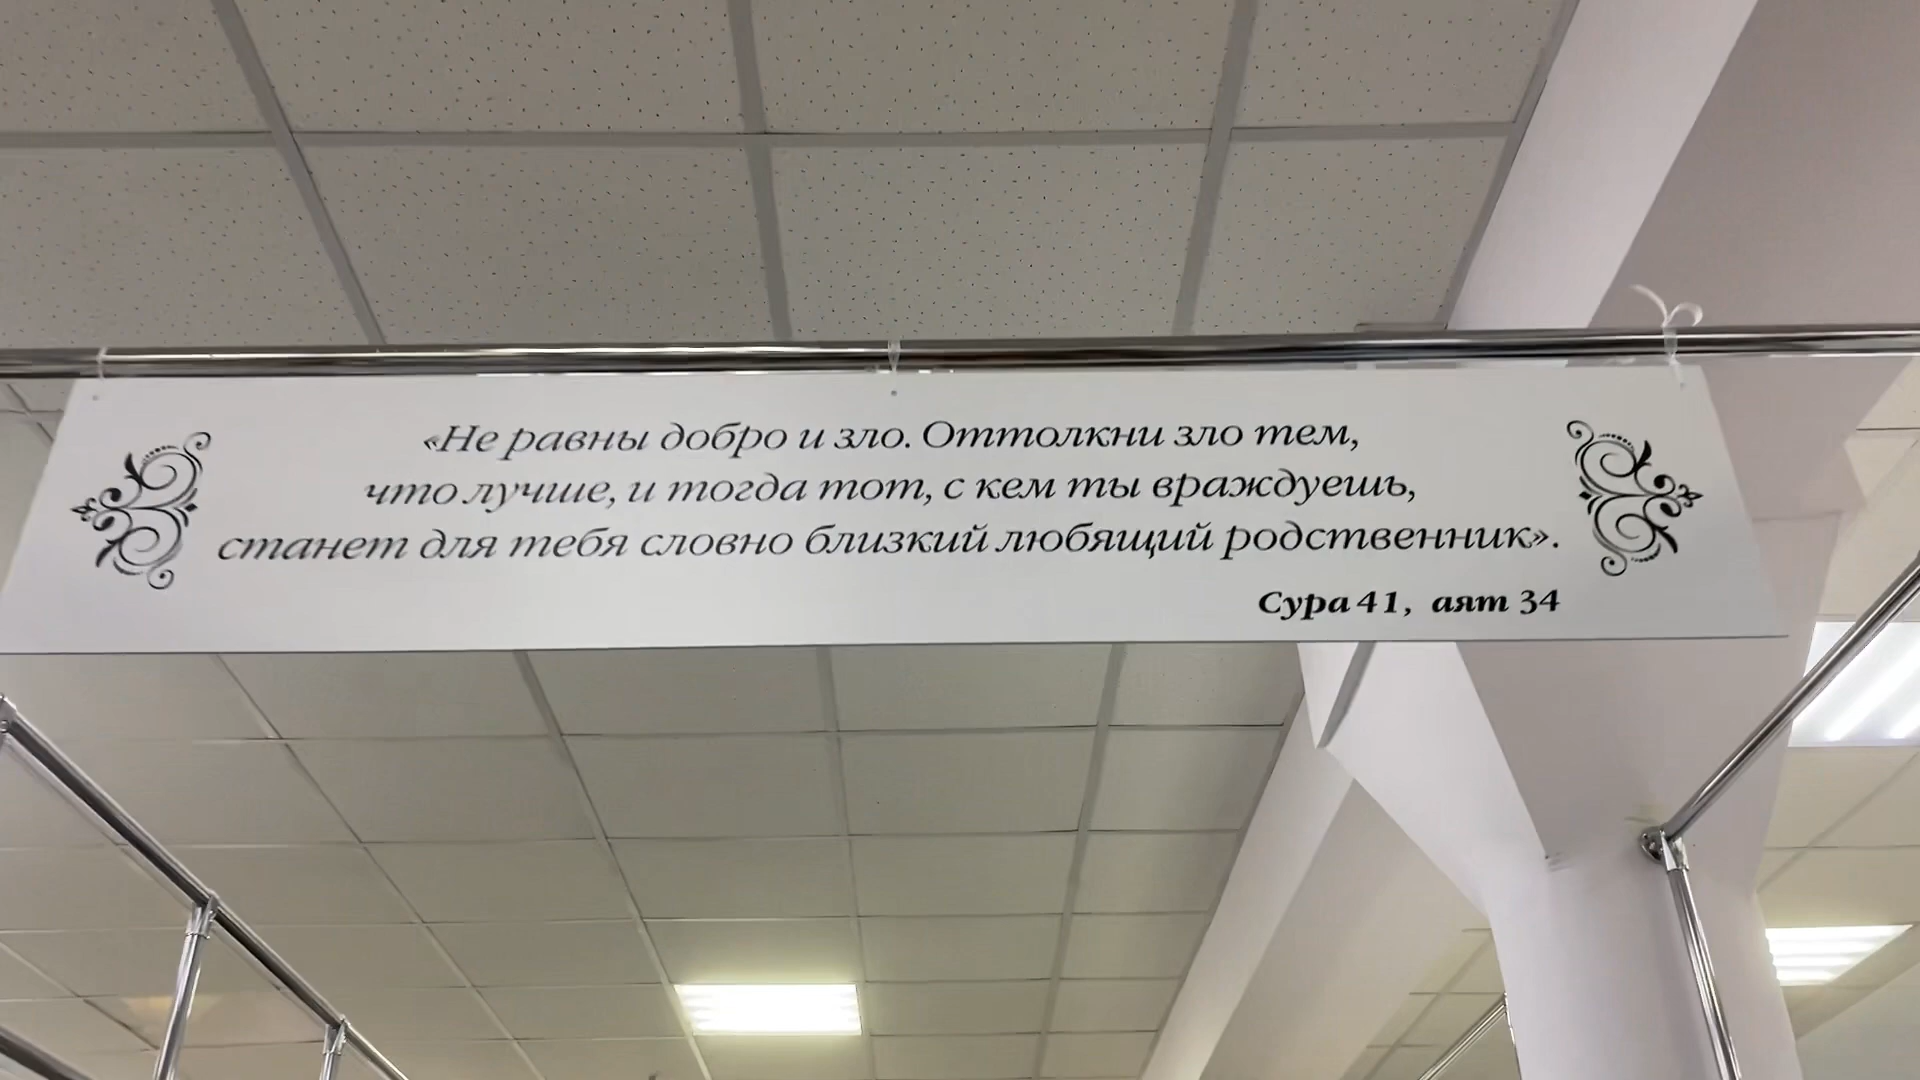 «Не равны добро и зло. Оттолкни зло тем,
что лучше, и тогда тот, с кем ты враждуешь,
станет для тебя словно близкий любящий родственник».
Сура 41, аят 34